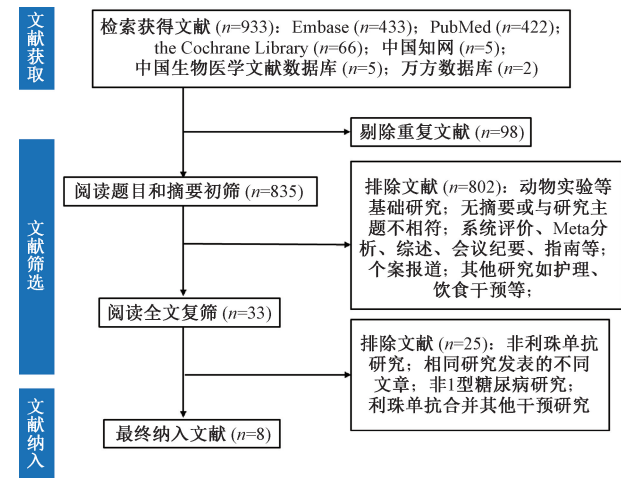 文献获取
检索获得文献 (n=933)：Embase (433)；PubMed (422)；
the Cochrane Library (n=66)；中国知网 (n=5)；
中国生物医学文献数据库 (n=5)；万方数据库 (n=2)
剔除重复文献 (n=98)
文献筛选
阅读题目和摘要初筛 (n=835)
排除文献 (n=802)：动物实验等
基础研究；无摘要或与研究主
题不相符；系统评价、Meta分
析、综述、会议纪要、指南等；
个案报道；其他研究如护理、
饮食干预等；
阅读全文复筛 (n=33)
排除文献 (n=25)：非利珠单抗
研究；相同研究发表的不同
文章；非1型糖尿病研究；
利珠单抗合并其他干预研究
文献纳入
最终纳入文献 (n=8)